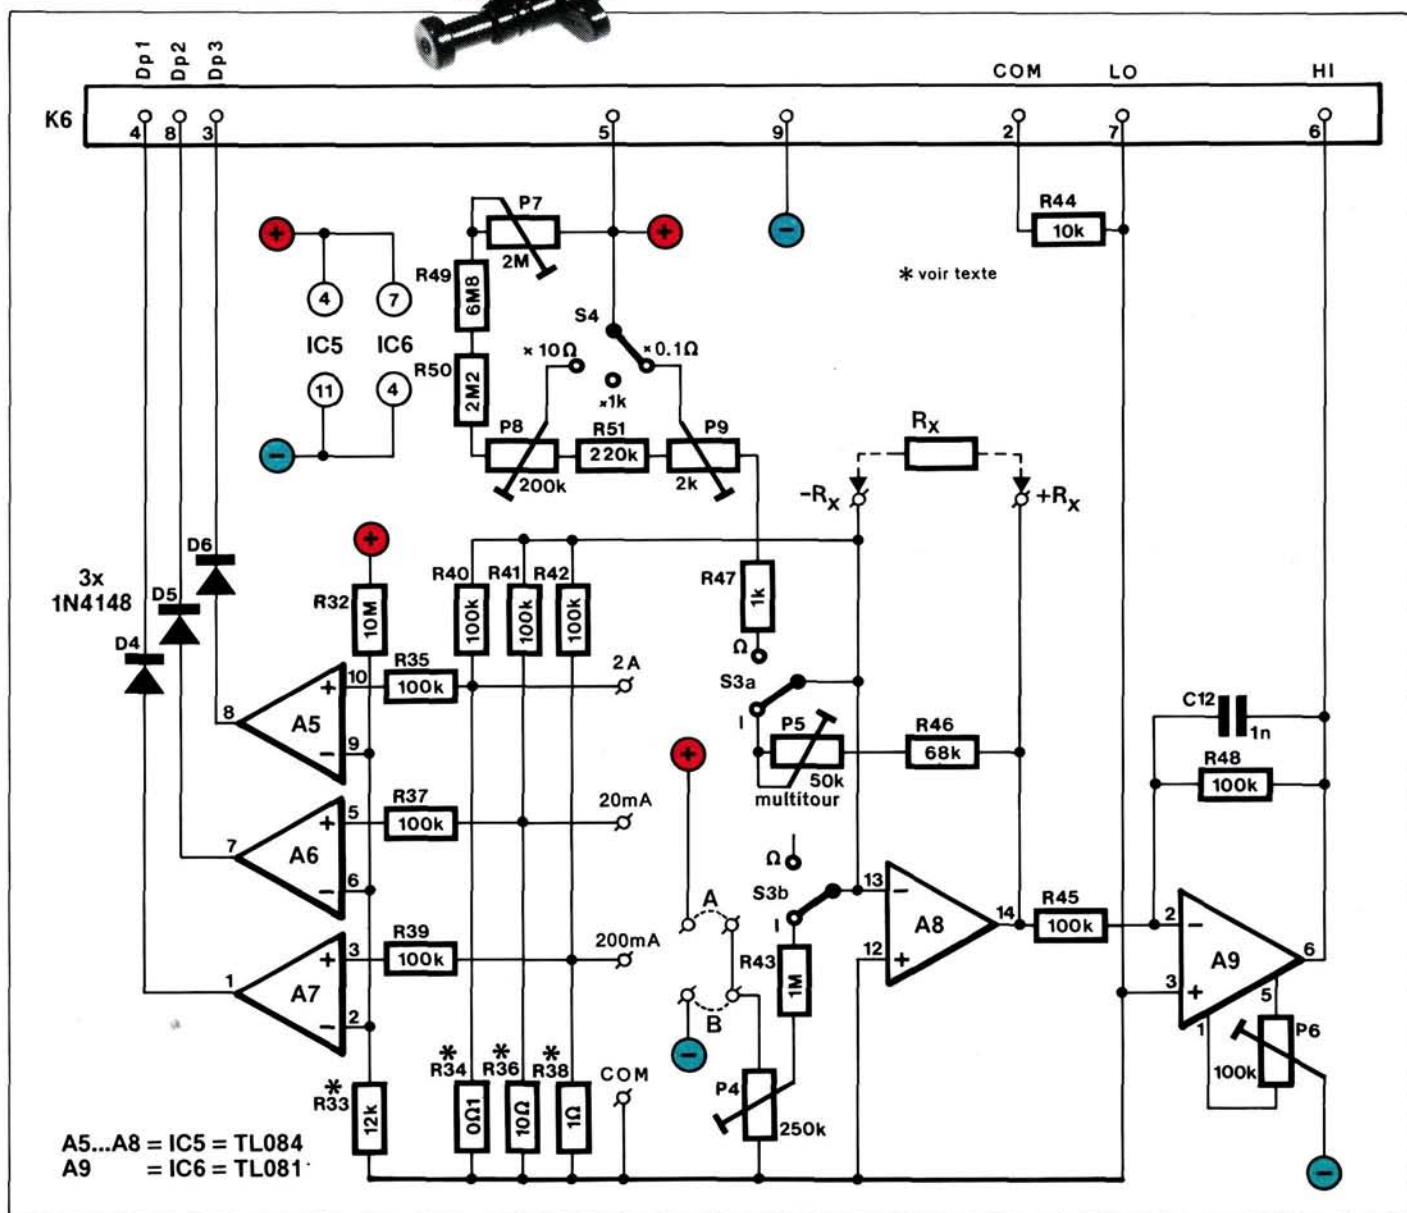 Dp1 Dp2 Dp3
COM LO HI
K6
4 8 3 5 9 2 7 6
+ 4 7
IC5 IC6
11 4
−
P7
2M
+
−
R44
10k
* voir texte
R49
6M8
R50
2M2
S4
×10Ω ×0.1Ω
×1k
P8
200k
R51
220k
P9
2k
Rx
-Rx +Rx
3x
1N4148
D6
D5
D4
+
R32
10M
R40
100k
R41
100k
R42
100k
R47
1k
Ω
S3a
I
P5
50k
multitour
R46
68k
C12
1n
R48
100k
8 A5 + 10 − 9
R35
100k
2A
7 A6 + 5 − 6
R37
100k
20mA
1 A7 + 3 − 2
R39
100k
200mA
+
A
B
−
Ω
S3b
I
R43
1M
13 − 12 + A8 14
R45
100k
2 − 3 + A9 6
1 5
P6
100k
−
*
R33
12k
*
R34
0Ω1
*
R36
10Ω
*
R38
1Ω
COM
P4
250k
A5...A8 = IC5 = TL084
A9 = IC6 = TL081